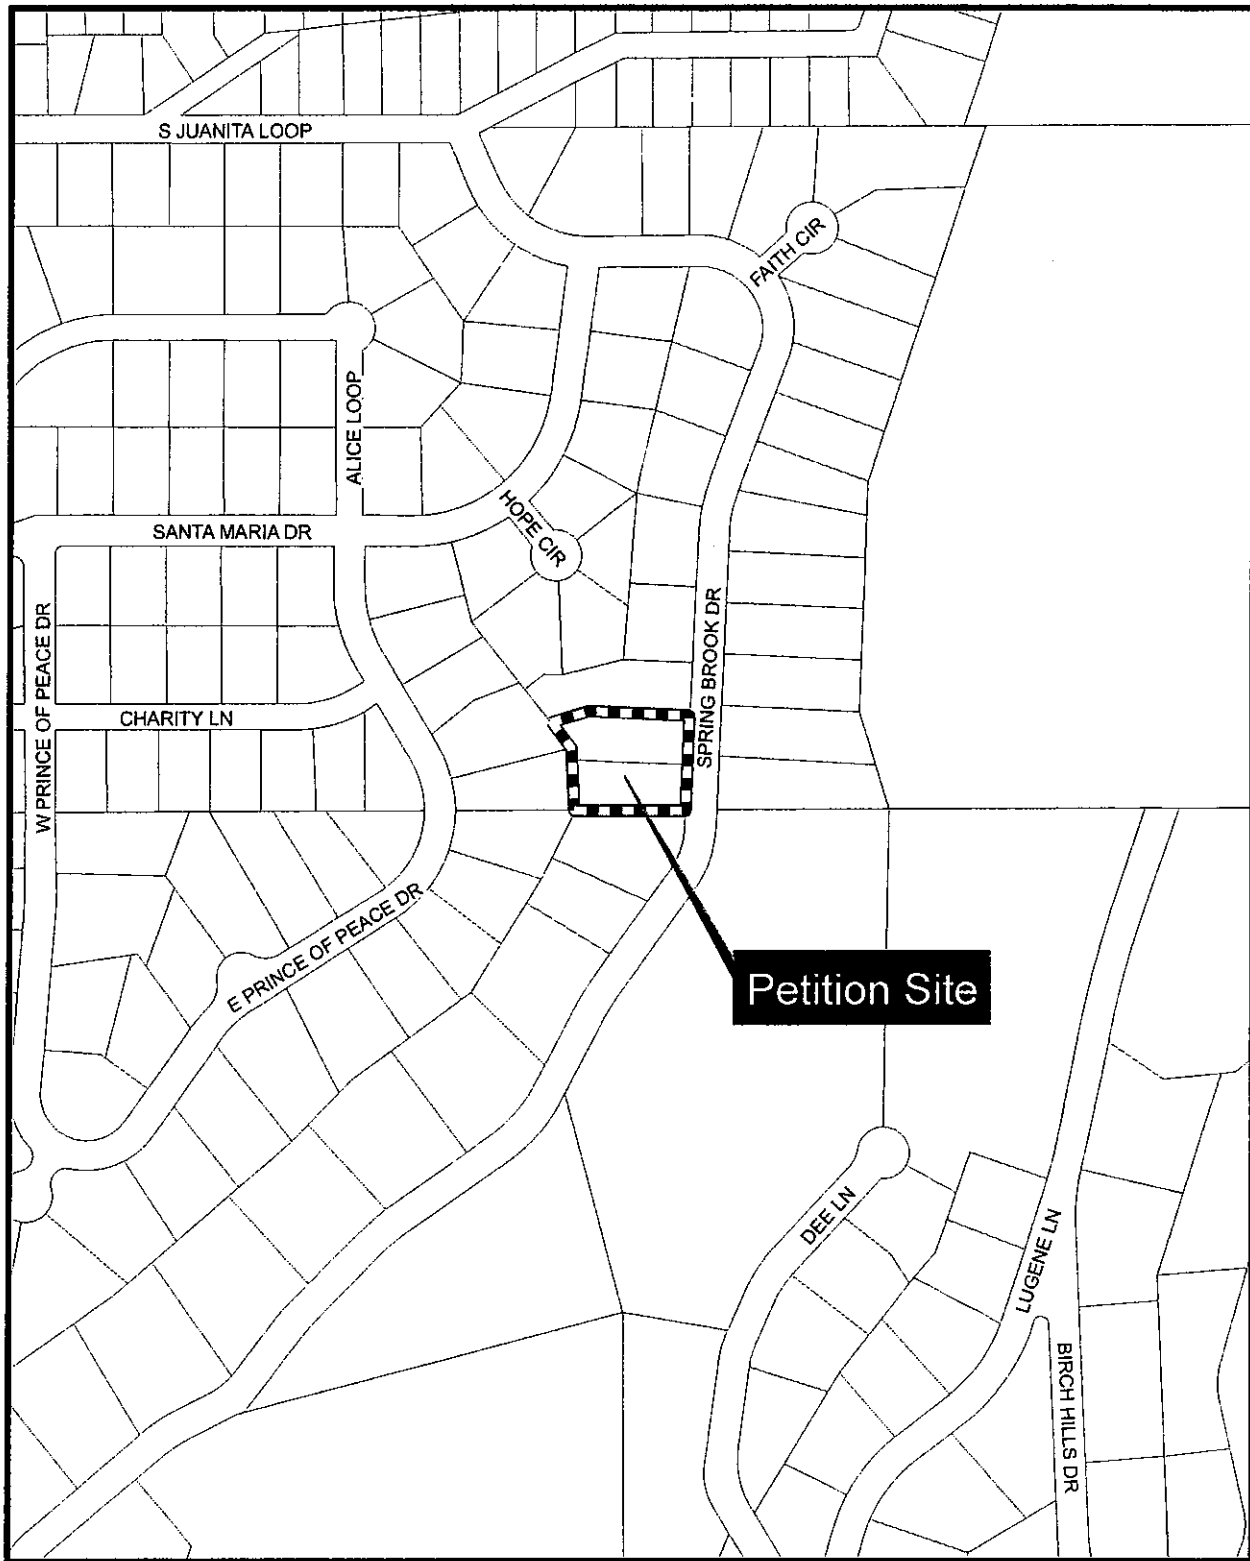 S JUANITA LOOP
FAITH CIR
ALICE LOOP
HOPE CIR
SANTA MARIA DR
W PRINCE OF PEACE DR
SPRING BROOK DR
CHARITY LN
E PRINCE OF PEACE DR
Petition Site
DEE LN
LUGENE LN
BIRCH HILLS DR